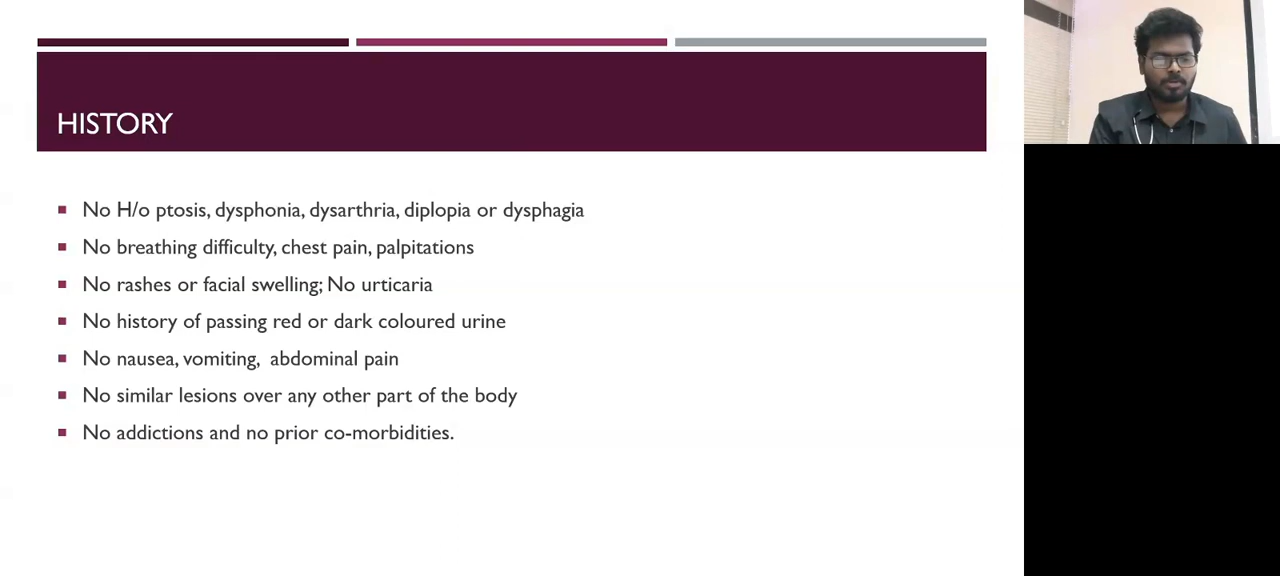 HISTORY
No H/o ptosis, dysphonia, dysarthria, diplopia or dysphagia
No breathing difficulty, chest pain, palpitations
No rashes or facial swelling; No urticaria
No history of passing red or dark coloured urine
No nausea, vomiting,  abdominal pain
No similar lesions over any other part of the body
No addictions and no prior co-morbidities.